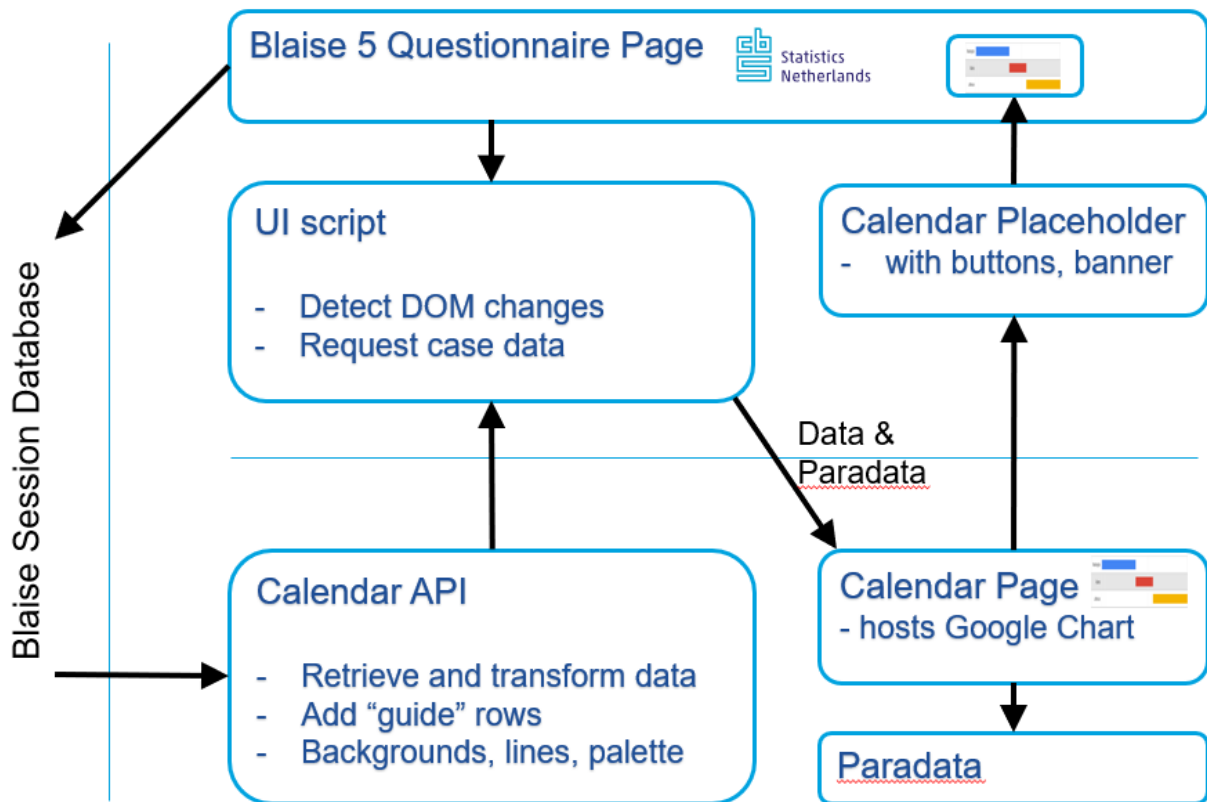 Blaise 5 Questionnaire Page
Statistics
Netherlands
UI script
- Detect DOM changes
- Request case data
Calendar Placeholder
- with buttons, banner
Blaise Session Database
Data &
Paradata
Calendar API
- Retrieve and transform data
- Add “guide” rows
- Backgrounds, lines, palette
Calendar Page
- hosts Google Chart
Paradata